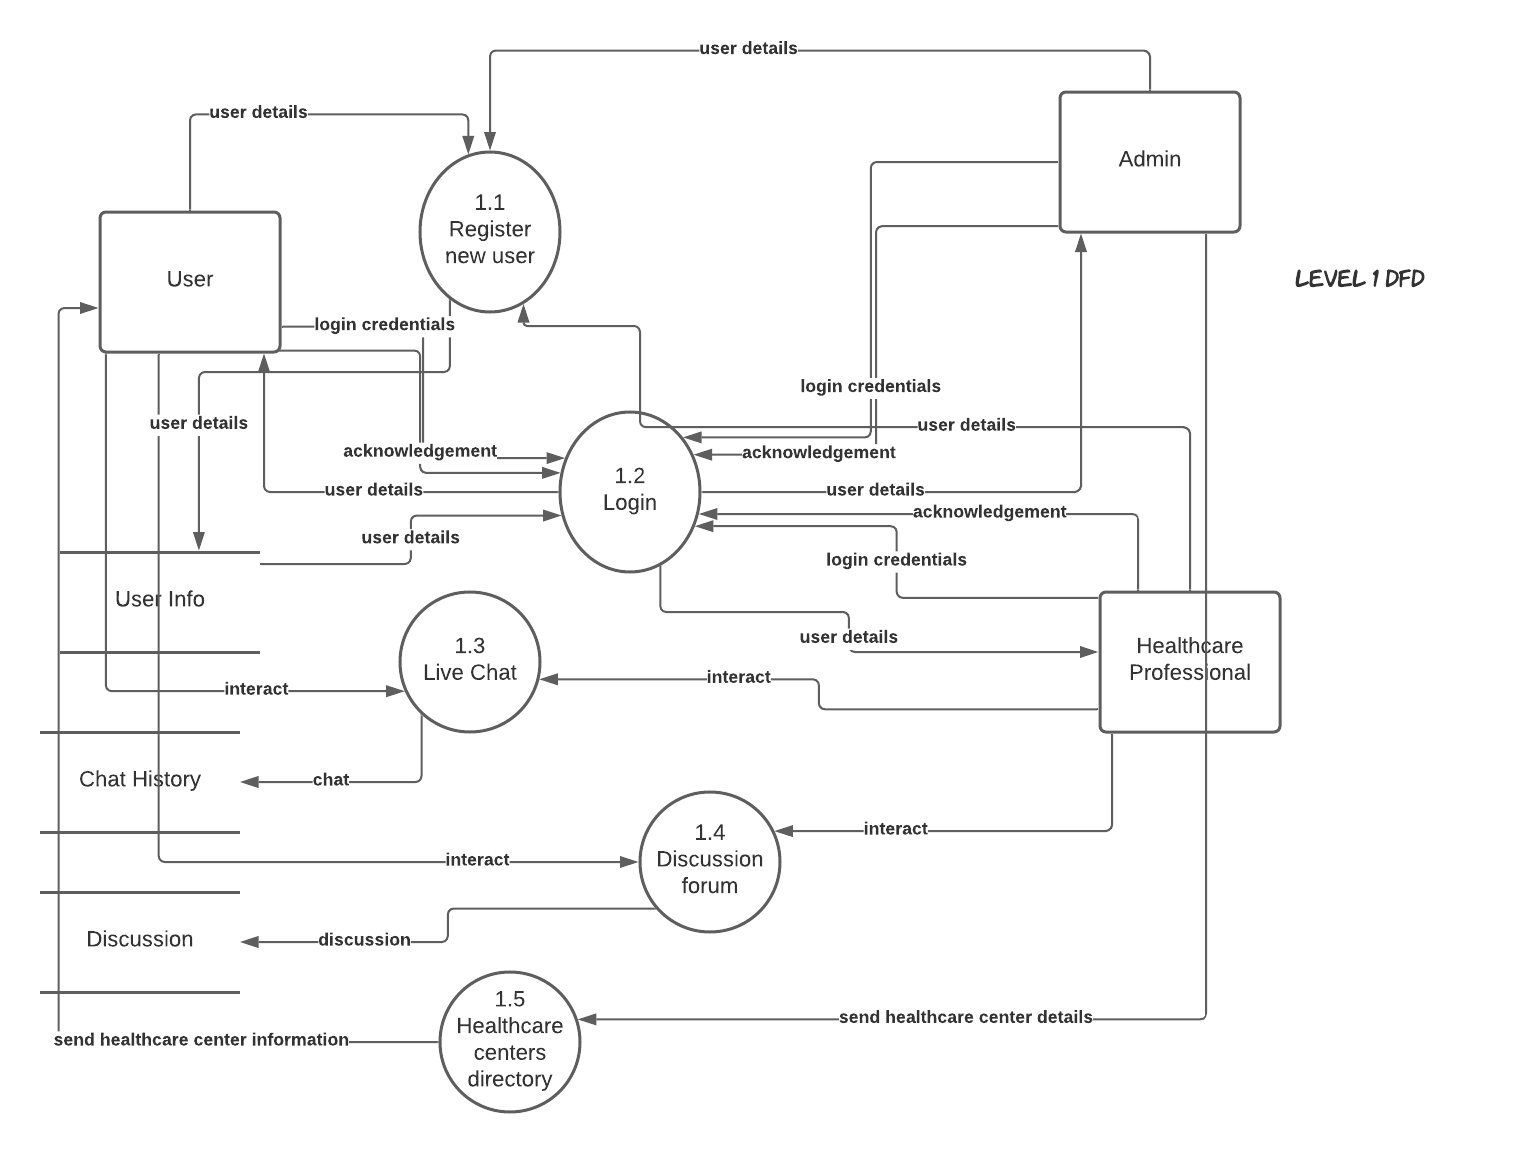 user details
user details
Admin
1.1
Register
new user
User
LEVEL 1 DFD
login credentials
login credentials
user details
user details
acknowledgement
acknowledgement
1.2
Login
user details
user details
acknowledgement
user details
login credentials
User Info
user details
1.3
Live Chat
Healthcare
Professional
interact
interact
Chat History
chat
1.4
Discussion
forum
interact
interact
Discussion
discussion
1.5
Healthcare
centers
directory
send healthcare center details
send healthcare center information